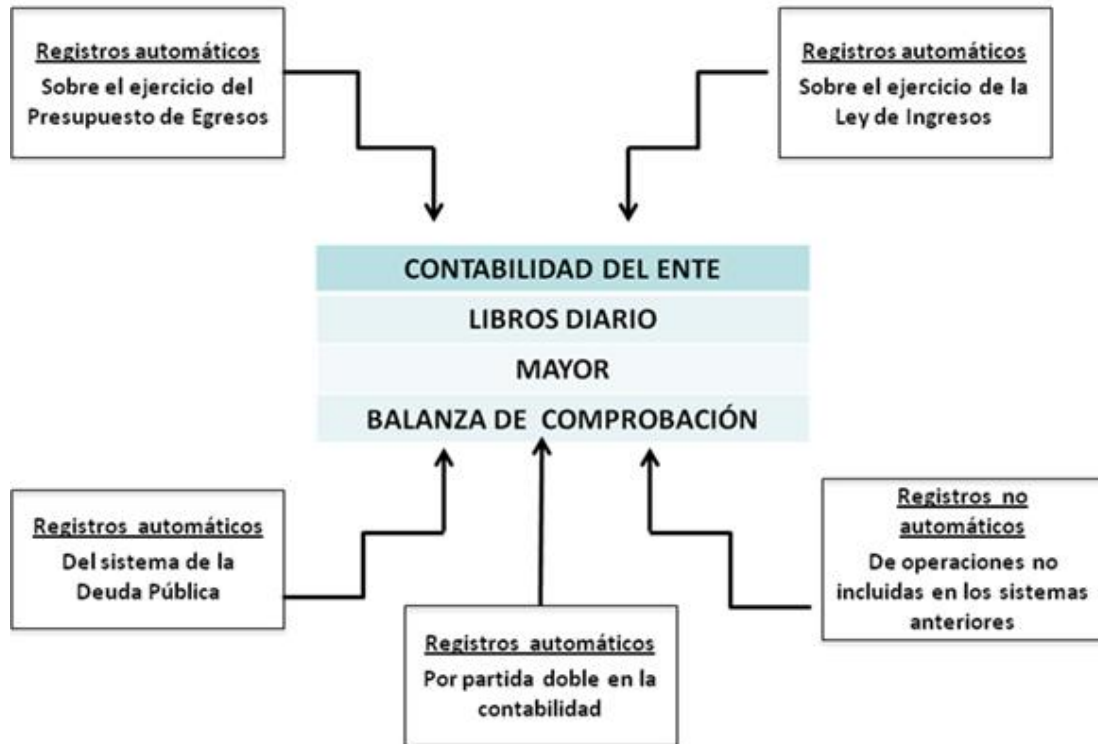 Registros automáticos
Sobre el ejercicio del
Presupuesto de Egresos
Registros automáticos
Sobre el ejercicio de la
Ley de Ingresos
CONTABILIDAD DEL ENTE
LIBROS DIARIO
MAYOR
BALANZA DE COMPROBACIÓN
Registros automáticos
Del sistema de la
Deuda Pública
Registros automáticos
Por partida doble en la
contabilidad
Registros no
automáticos
De operaciones no
incluidas en los sistemas
anteriores